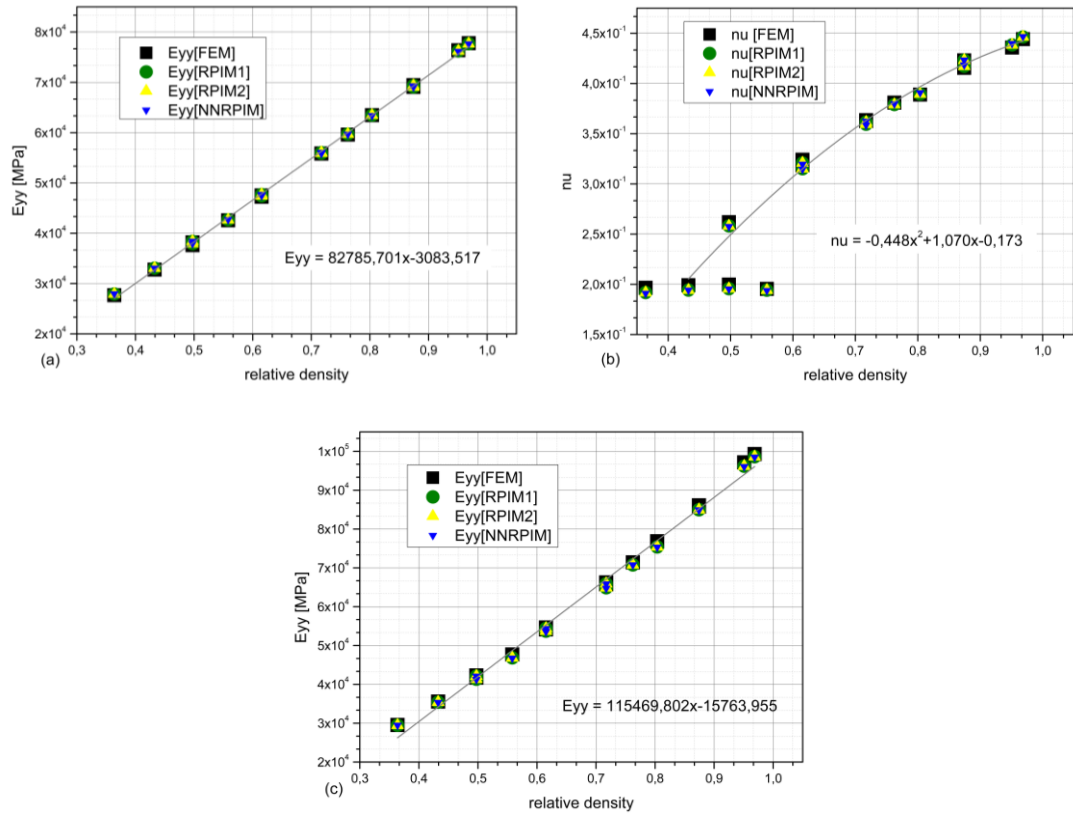 8x10⁴
7x10⁴
6x10⁴
5x10⁴
4x10⁴
3x10⁴
2x10⁴
Eyy [MPa]
Eyy[FEM]
Eyy[RPIM1]
Eyy[RPIM2]
Eyy[NNRPIM]
Eyy = 82785,701x-3083,517
0,3 0,4 0,5 0,6 0,7 0,8 0,9 1,0
(a)
relative density
4,5x10⁻¹
4,0x10⁻¹
3,5x10⁻¹
3,0x10⁻¹
2,5x10⁻¹
2,0x10⁻¹
1,5x10⁻¹
nu
nu [FEM]
nu[RPIM1]
nu[RPIM2]
nu[NNRPIM]
nu = -0,448x²+1,070x-0,173
0,4 0,5 0,6 0,7 0,8 0,9 1,0
(b)
relative density
1x10⁵
9x10⁴
8x10⁴
7x10⁴
6x10⁴
5x10⁴
4x10⁴
3x10⁴
2x10⁴
Eyy [MPa]
Eyy[FEM]
Eyy[RPIM1]
Eyy[RPIM2]
Eyy[NNRPIM]
Eyy = 115469,802x-15763,955
0,3 0,4 0,5 0,6 0,7 0,8 0,9 1,0
(c)
relative density